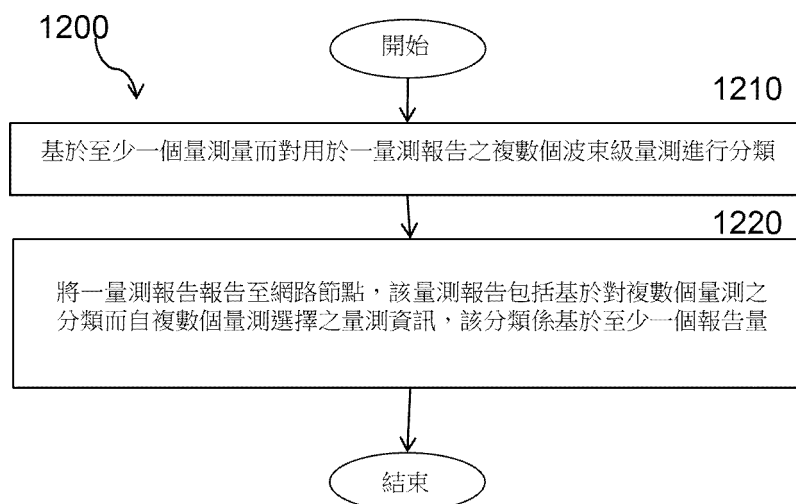 1200
開始
1210
基於至少一個量測量而對用於一量測報告之複數個波束級量測進行分類
1220
將一量測報告報告至網路節點，該量測報告包括基於對複數個量測之
分類而自複數個量測選擇之量測資訊，該分類係基於至少一個報告量
結束